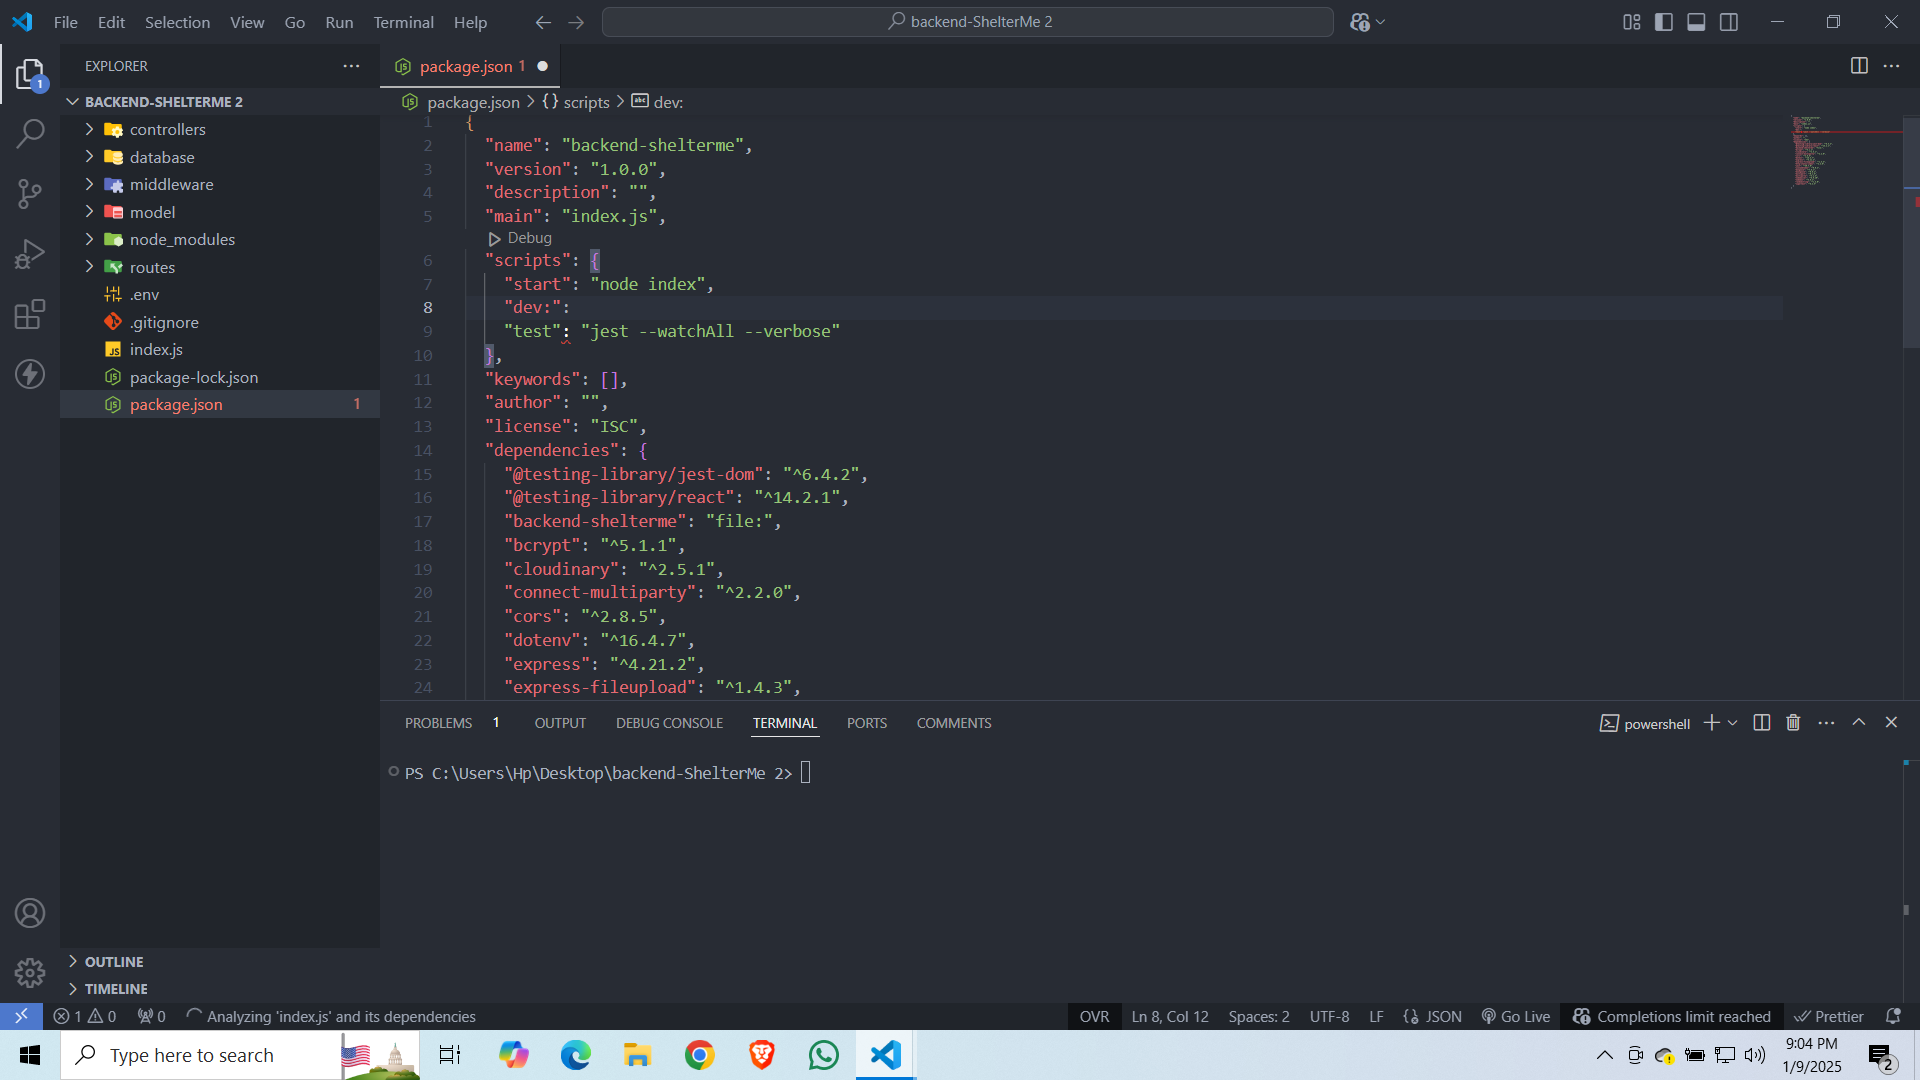 File Edit Selection View Go Run Terminal Help
backend-ShelterMe 2
EXPLORER
BACKEND-SHELTERME 2
controllers
database
middleware
model
node_modules
routes
.env
.gitignore
index.js
package-lock.json
package.json 1
OUTLINE
TIMELINE
package.json 1
package.json > {} scripts > dev:
1 {
2 "name": "backend-shelterme",
3 "version": "1.0.0",
4 "description": "",
5 "main": "index.js",
Debug
6 "scripts": {
7 "start": "node index",
8 "dev:":
9 "test": "jest --watchAll --verbose"
10 },
11 "keywords": [],
12 "author": "",
13 "license": "ISC",
14 "dependencies": {
15 "@testing-library/jest-dom": "^6.4.2",
16 "@testing-library/react": "^14.2.1",
17 "backend-shelterme": "file:",
18 "bcrypt": "^5.1.1",
19 "cloudinary": "^2.5.1",
20 "connect-multiparty": "^2.2.0",
21 "cors": "^2.8.5",
22 "dotenv": "^16.4.7",
23 "express": "^4.21.2",
24 "express-fileupload": "^1.4.3",
PROBLEMS 1 OUTPUT DEBUG CONSOLE TERMINAL PORTS COMMENTS
powershell
PS C:\Users\Hp\Desktop\backend-ShelterMe 2>
1 0 0 Analyzing 'index.js' and its dependencies
OVR Ln 8, Col 12 Spaces: 2 UTF-8 LF {} JSON Go Live Completions limit reached Prettier
Type here to search
9:04 PM
1/9/2025
2